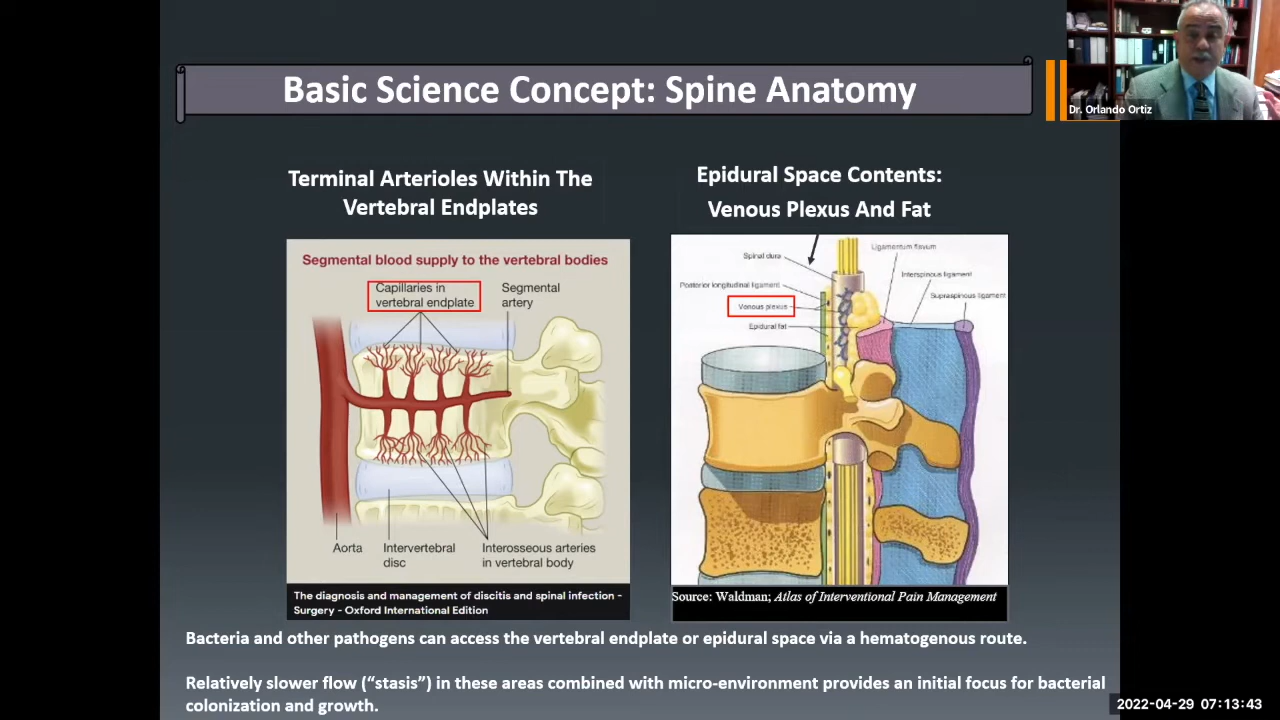 Basic Science Concept: Spine Anatomy
Dr. Orlando Ortiz
Terminal Arterioles Within The
Vertebral Endplates
Segmental blood supply to the vertebral bodies
Capillaries in
vertebral endplate
Segmental
artery
Aorta
Intervertebral
disc
Interosseous arteries
in vertebral body
The diagnosis and management of discitis and spinal infection -
Surgery - Oxford International Edition
Epidural Space Contents:
Venous Plexus And Fat
Spinal dura
Ligamentum flavum
Posterior longitudinal ligament
Interspinous ligament
Venous plexus
Supraspinous ligament
Epidural fat
Source: Waldman; Atlas of Interventional Pain Management
Bacteria and other pathogens can access the vertebral endplate or epidural space via a hematogenous route.
Relatively slower flow (“stasis”) in these areas combined with micro-environment provides an initial focus for bacterial
colonization and growth.
2022-04-29 07:13:43